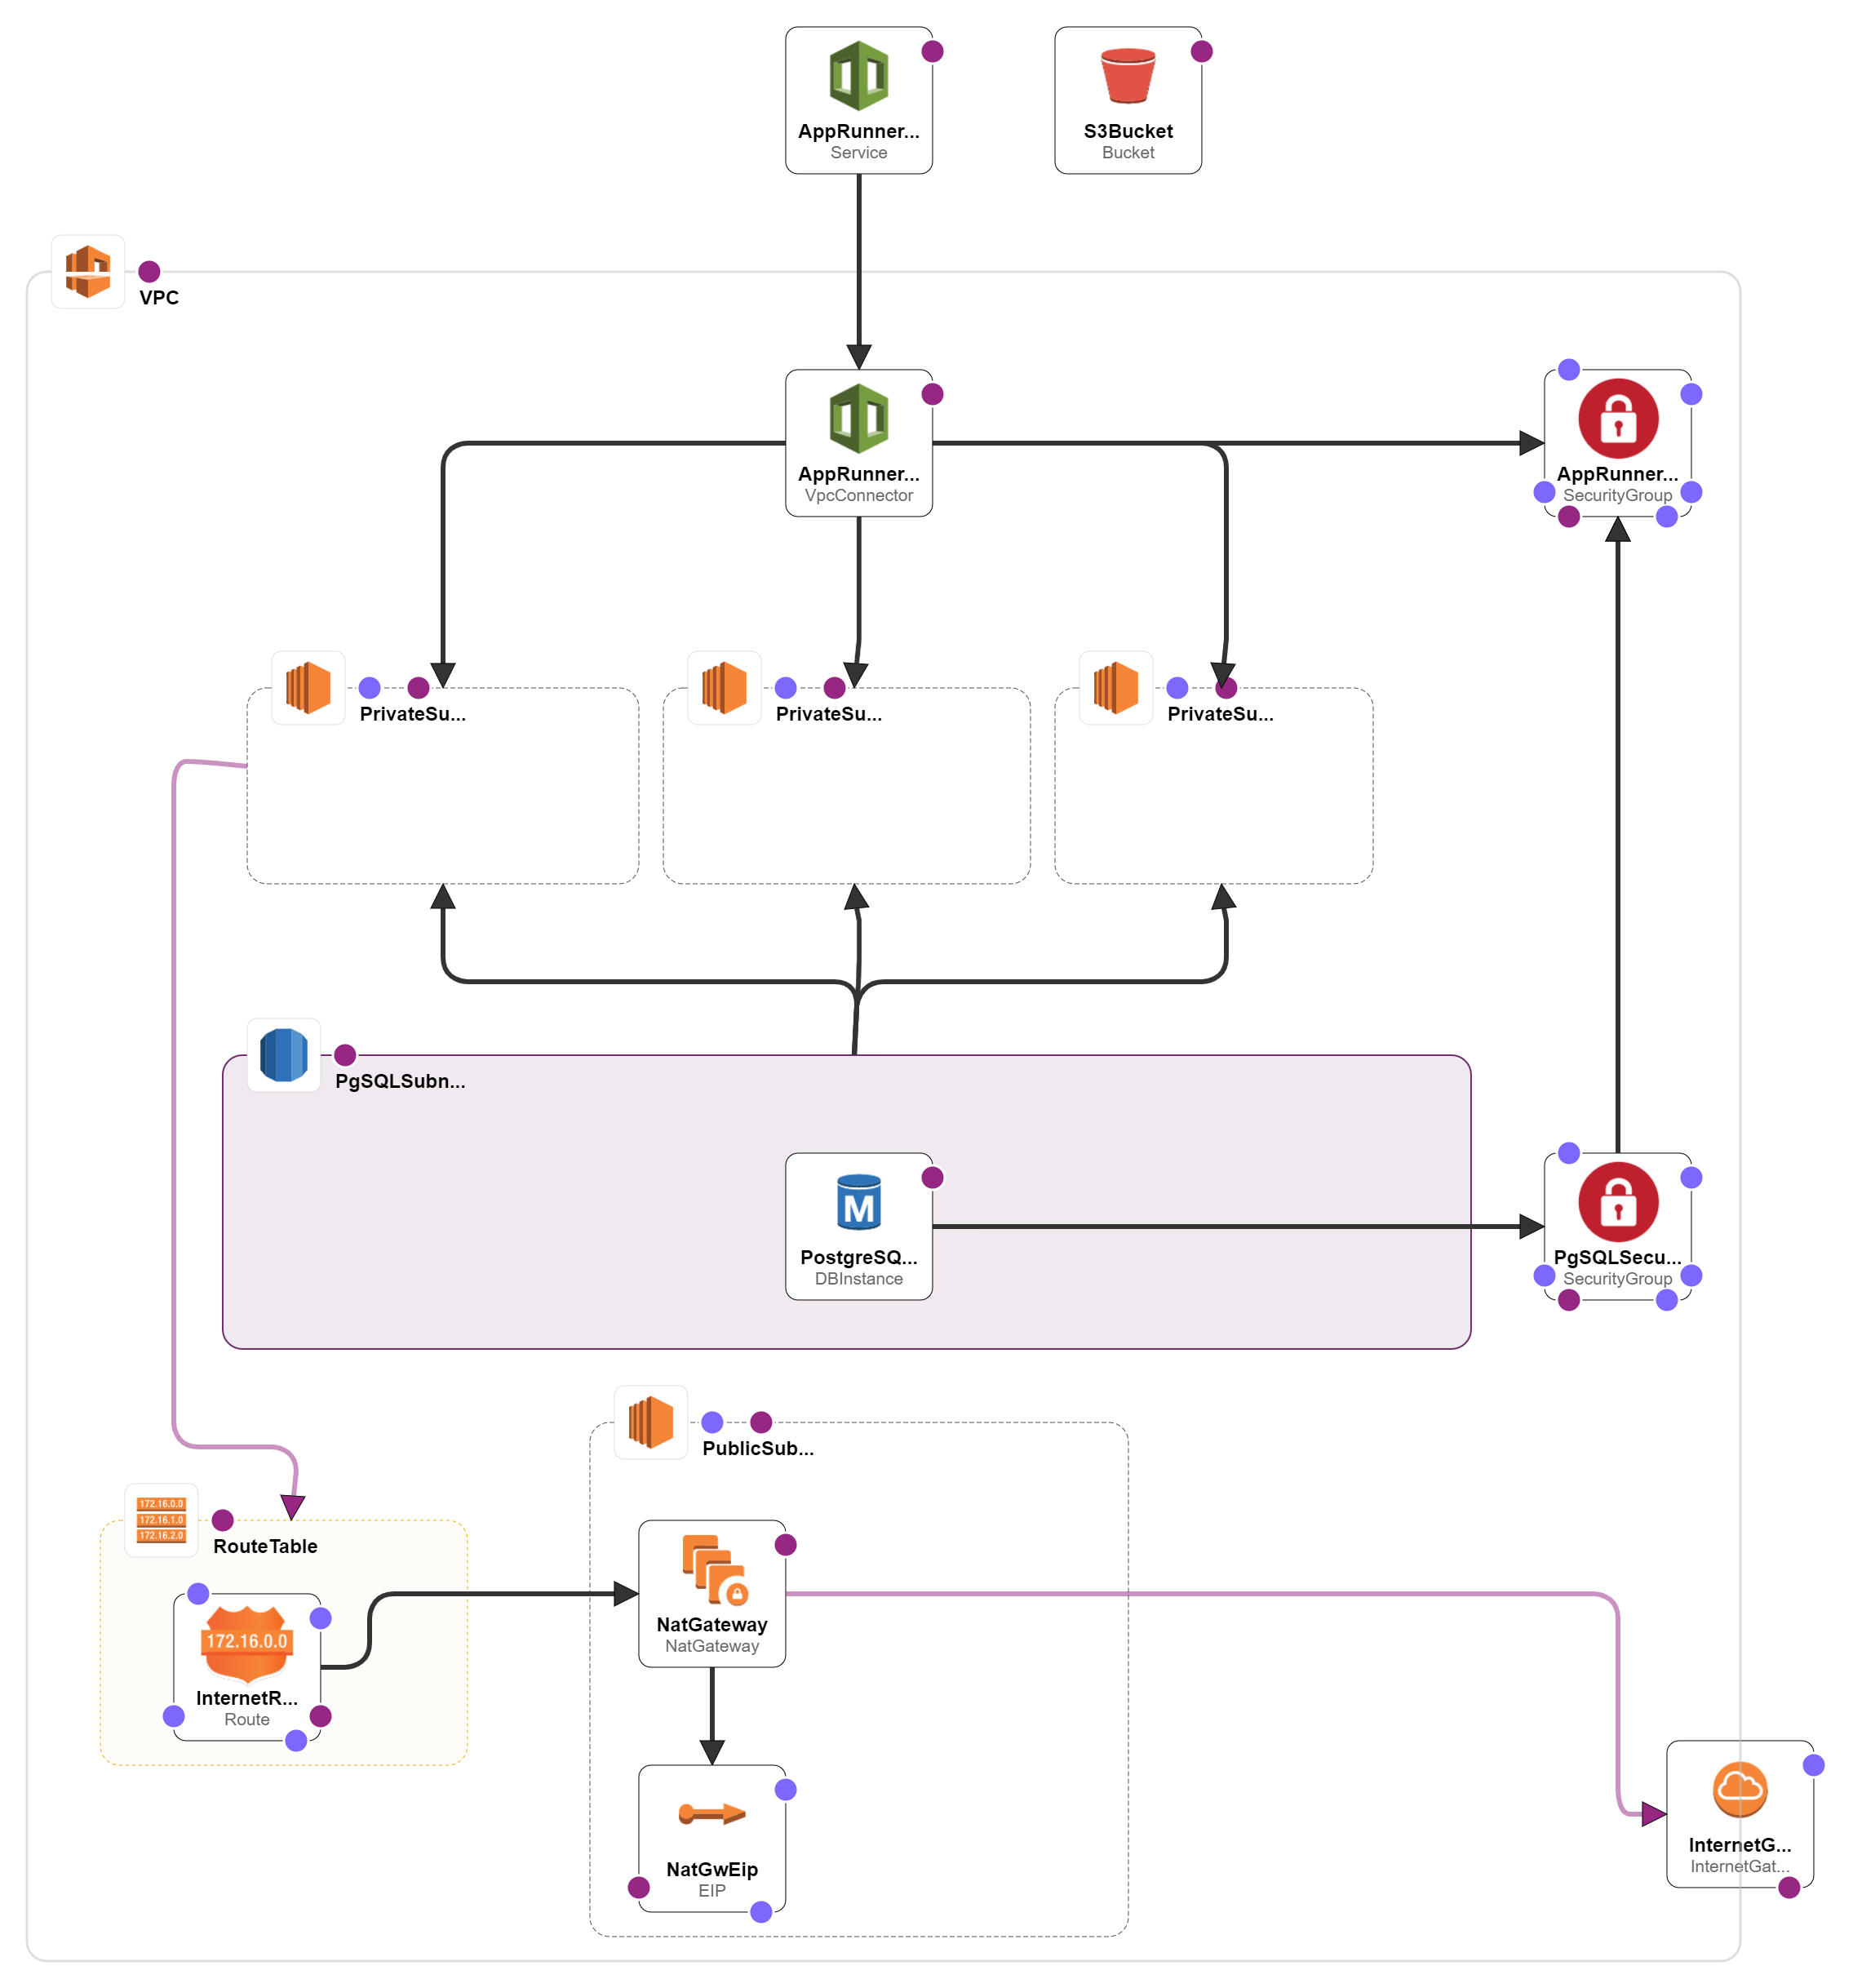 AppRunner...
Service
S3Bucket
Bucket
VPC
AppRunner...
VpcConnector
AppRunner...
SecurityGroup
PrivateSu...
PrivateSu...
PrivateSu...
PgSQLSubn...
M
PostgreSQ...
DBInstance
PgSQLSecu...
SecurityGroup
PublicSub...
172.16.0.0
172.16.1.0
172.16.2.0
RouteTable
172.16.0.0
InternetR...
Route
NatGateway
NatGateway
NatGwEip
EIP
InternetG...
InternetGat...